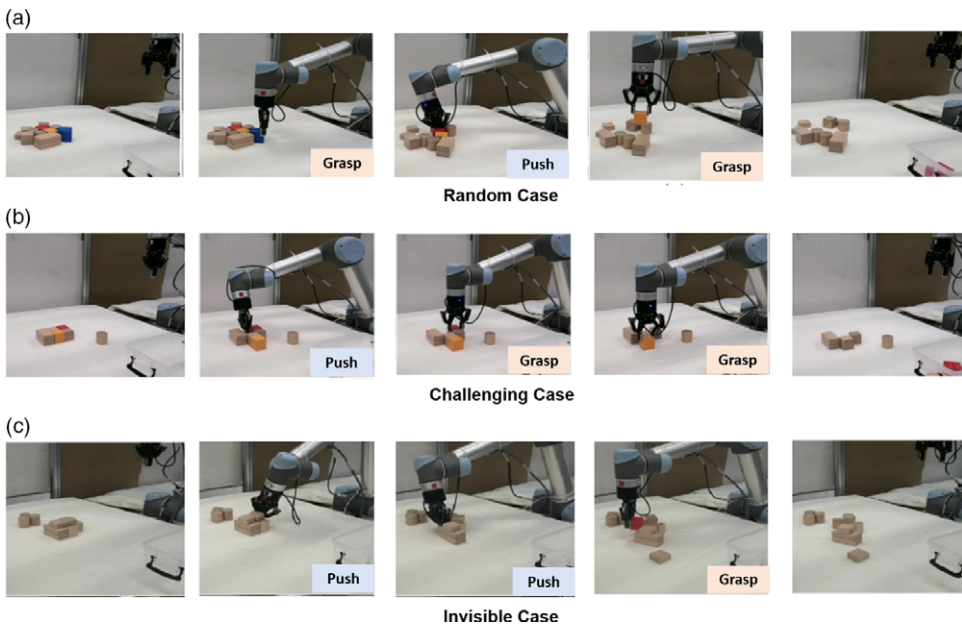 (a)
Grasp
Push
Grasp
Random Case
(b)
Push
Grasp
Grasp
Challenging Case
(c)
Push
Push
Grasp
Invisible Case